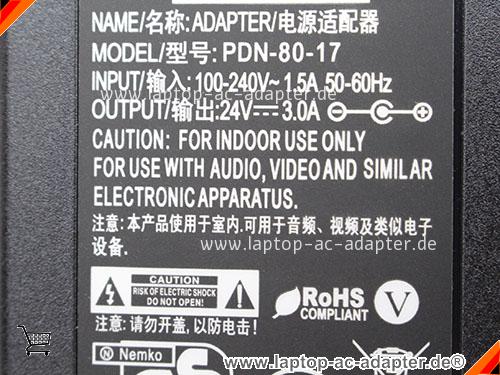 NAME/名称: ADAPTER/电源适配器
MODEL/型号: PDN-80-17
INPUT/输入: 100-240V~ 1.5A 50-60Hz
www.laptop-ac-adapter.de
OUTPUT/输出: 24V⎓3.0A
CAUTION: FOR INDOOR USE ONLY
FOR USE WITH AUDIO, VIDEO AND SIMILAR
ELECTRONIC APPARATUS.
注意: 本产品使用于室内.可用于音频、视频及类似电子
设备.
www.laptop-ac-adapter.de
CAUTION
RISK OF ELECTRIC SHOCK
DO NOT OPEN!
注意: 请勿开盖, 以防电击!
RoHS
COMPLIANT
V
N Nemko
www.laptop-ac-adapter.de®